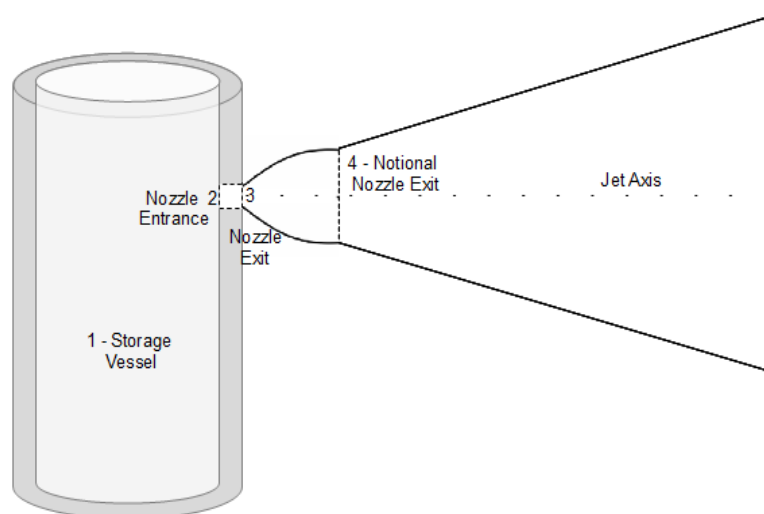 4 - Notional
Nozzle Exit
Jet Axis
Nozzle 2
Entrance
3
Nozzle
Exit
1 - Storage
Vessel